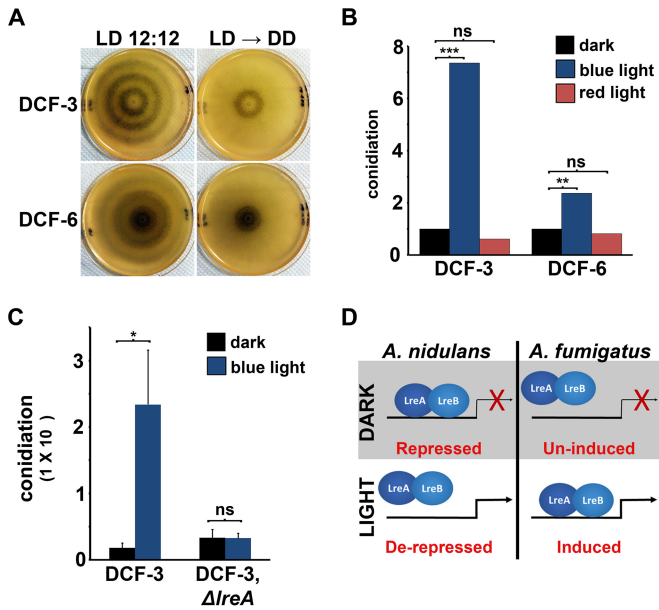 A
LD 12:12
LD → DD
DCF-3
DCF-6
B
dark
blue light
red light
ns
***
ns
**
8
6
4
2
0
conidiation
DCF-3
DCF-6
C
dark
blue light
*
ns
3
2
1
0
conidiation
(1 X 10 )
DCF-3
DCF-3,
ΔlreA
D
A. nidulans
A. fumigatus
DARK
LreA LreB
X
Repressed
LreA LreB
X
Un-induced
LIGHT
LreA LreB
De-repressed
LreA LreB
Induced